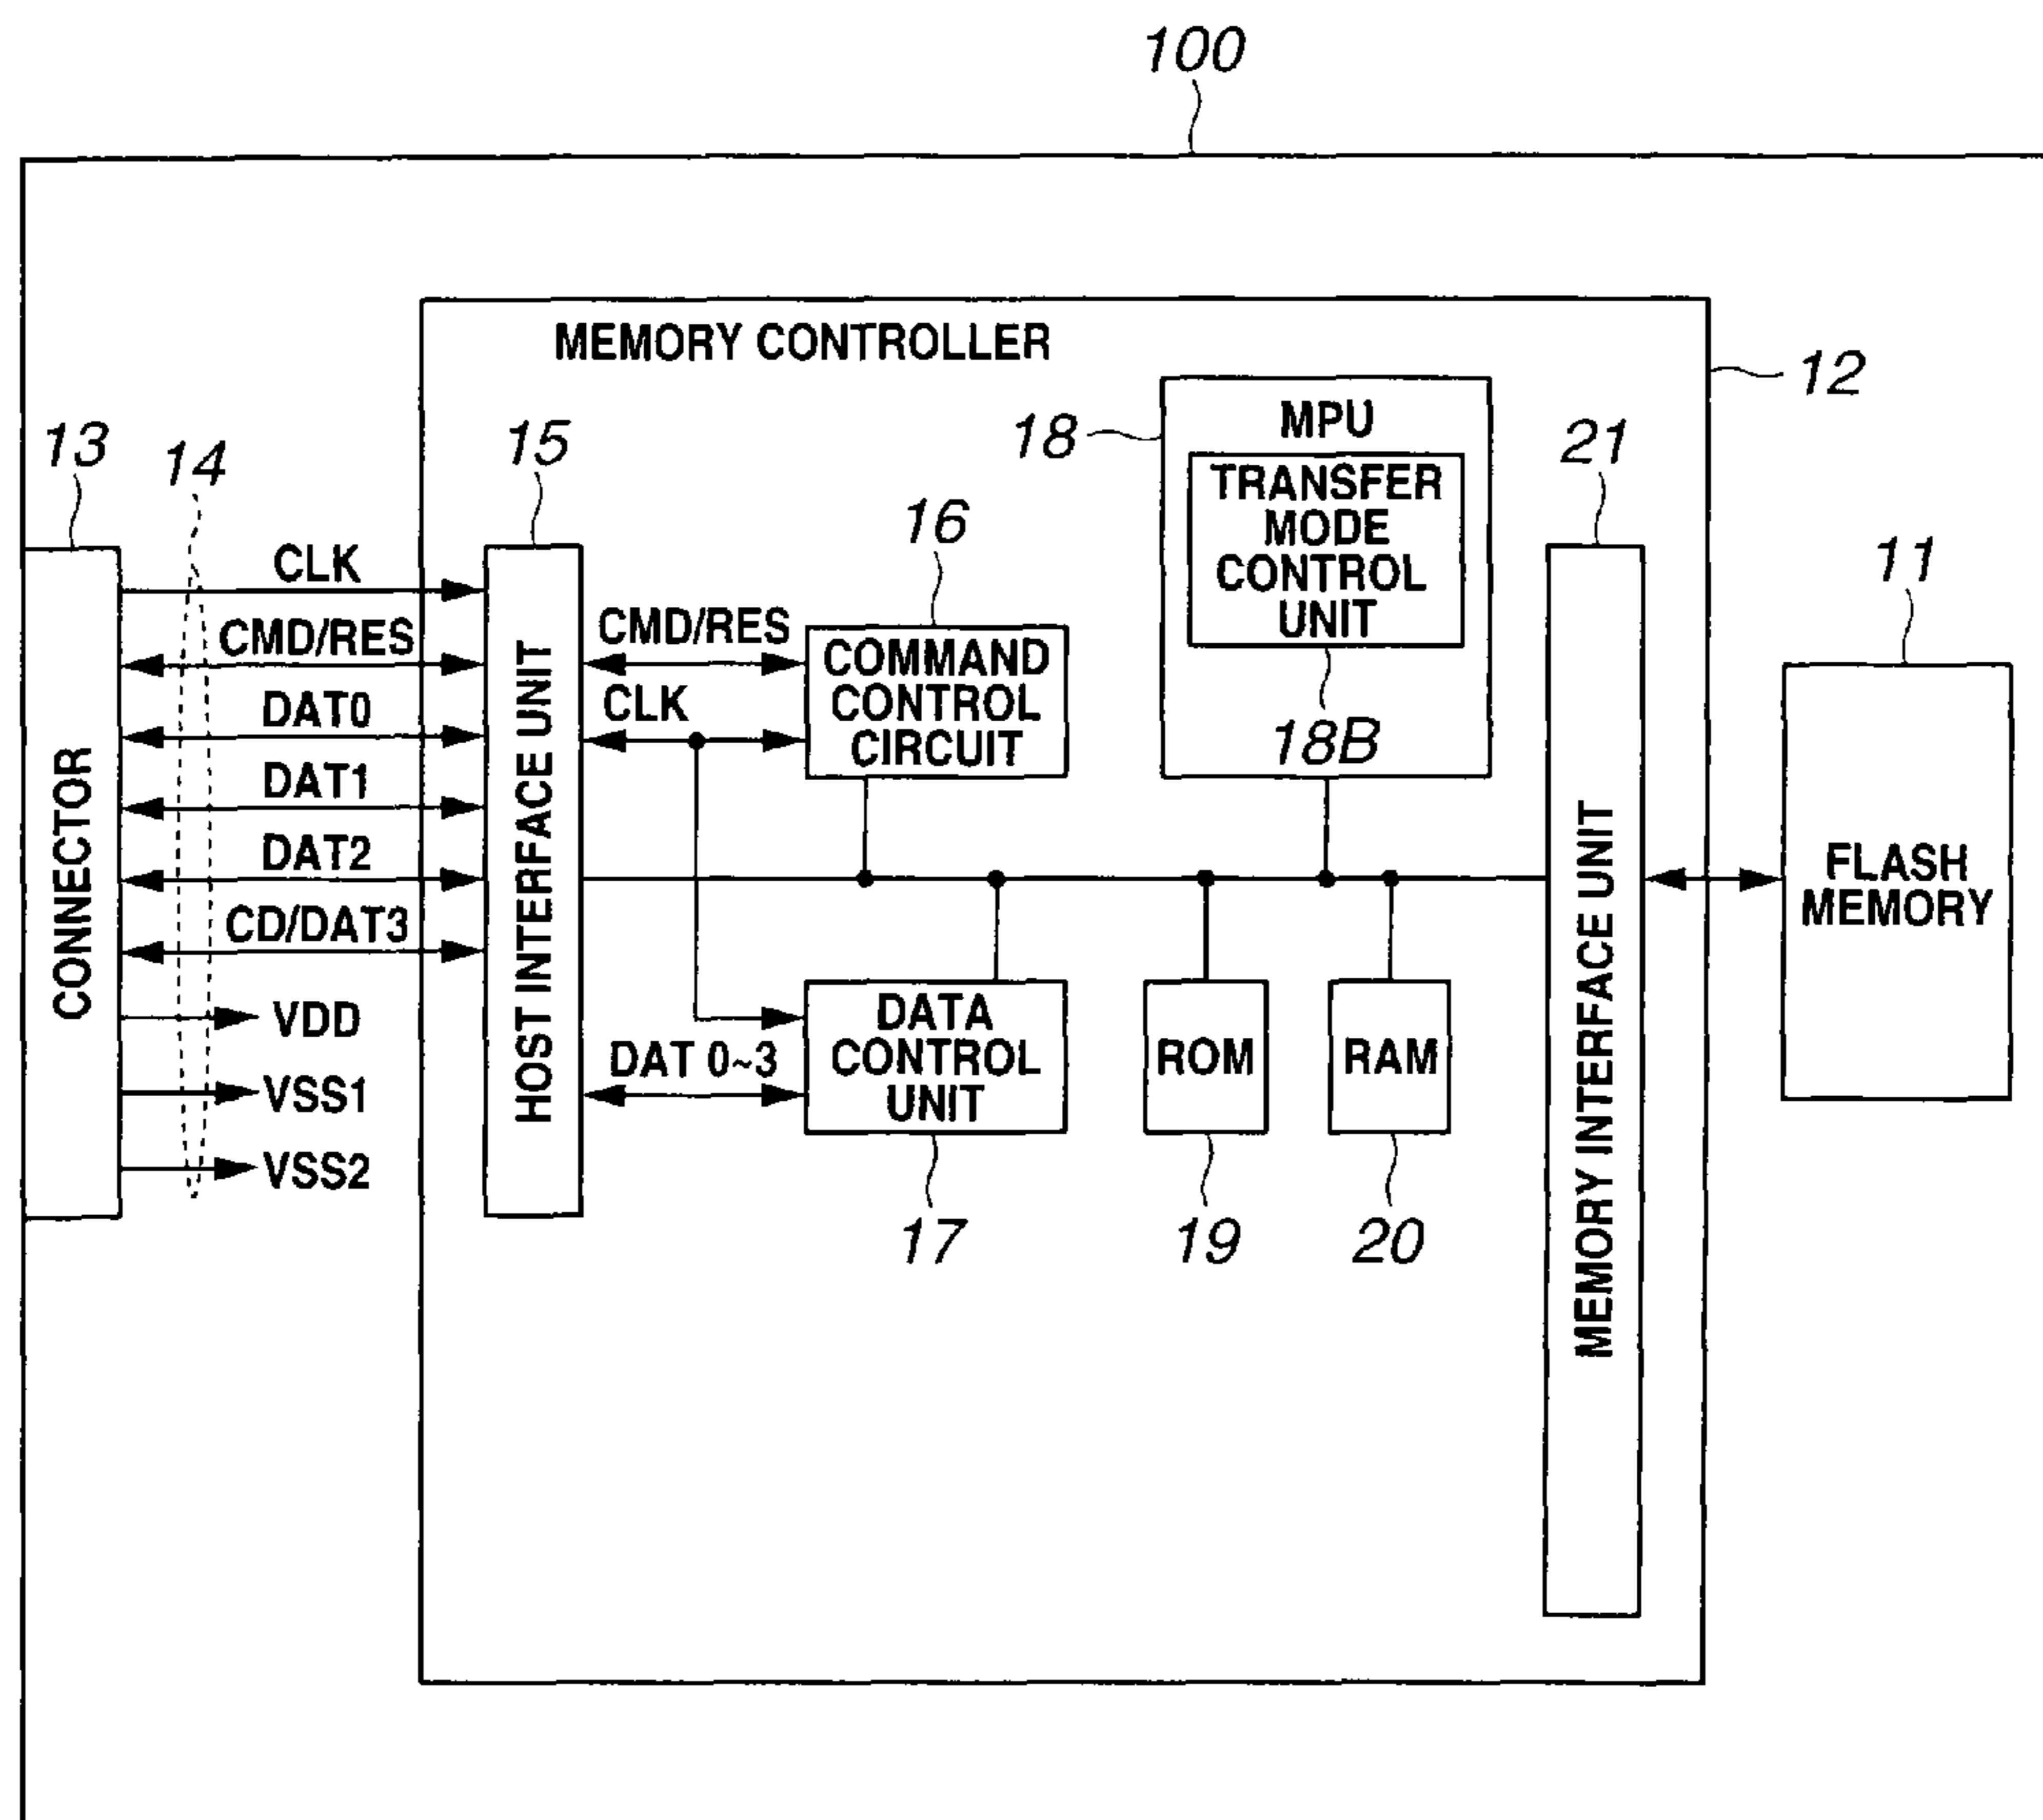 100
MEMORY CONTROLLER
12
13
14
15
16
18
MPU
TRANSFER
MODE
CONTROL
UNIT
18B
21
11
CONNECTOR
CLK
CMD/RES
DAT0
DAT1
DAT2
CD/DAT3
VDD
VSS1
VSS2
HOST INTERFACE UNIT
CMD/RES
CLK
COMMAND
CONTROL
CIRCUIT
DAT 0~3
DATA
CONTROL
UNIT
17
ROM
19
RAM
20
MEMORY INTERFACE UNIT
FLASH
MEMORY